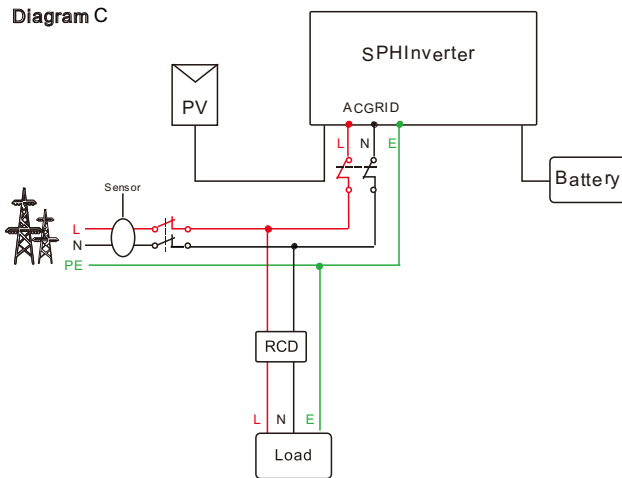 Diagram C
SPHInverter
PV
ACGRID
L N E
Battery
Sensor
L
N
PE
RCD
L N E
Load